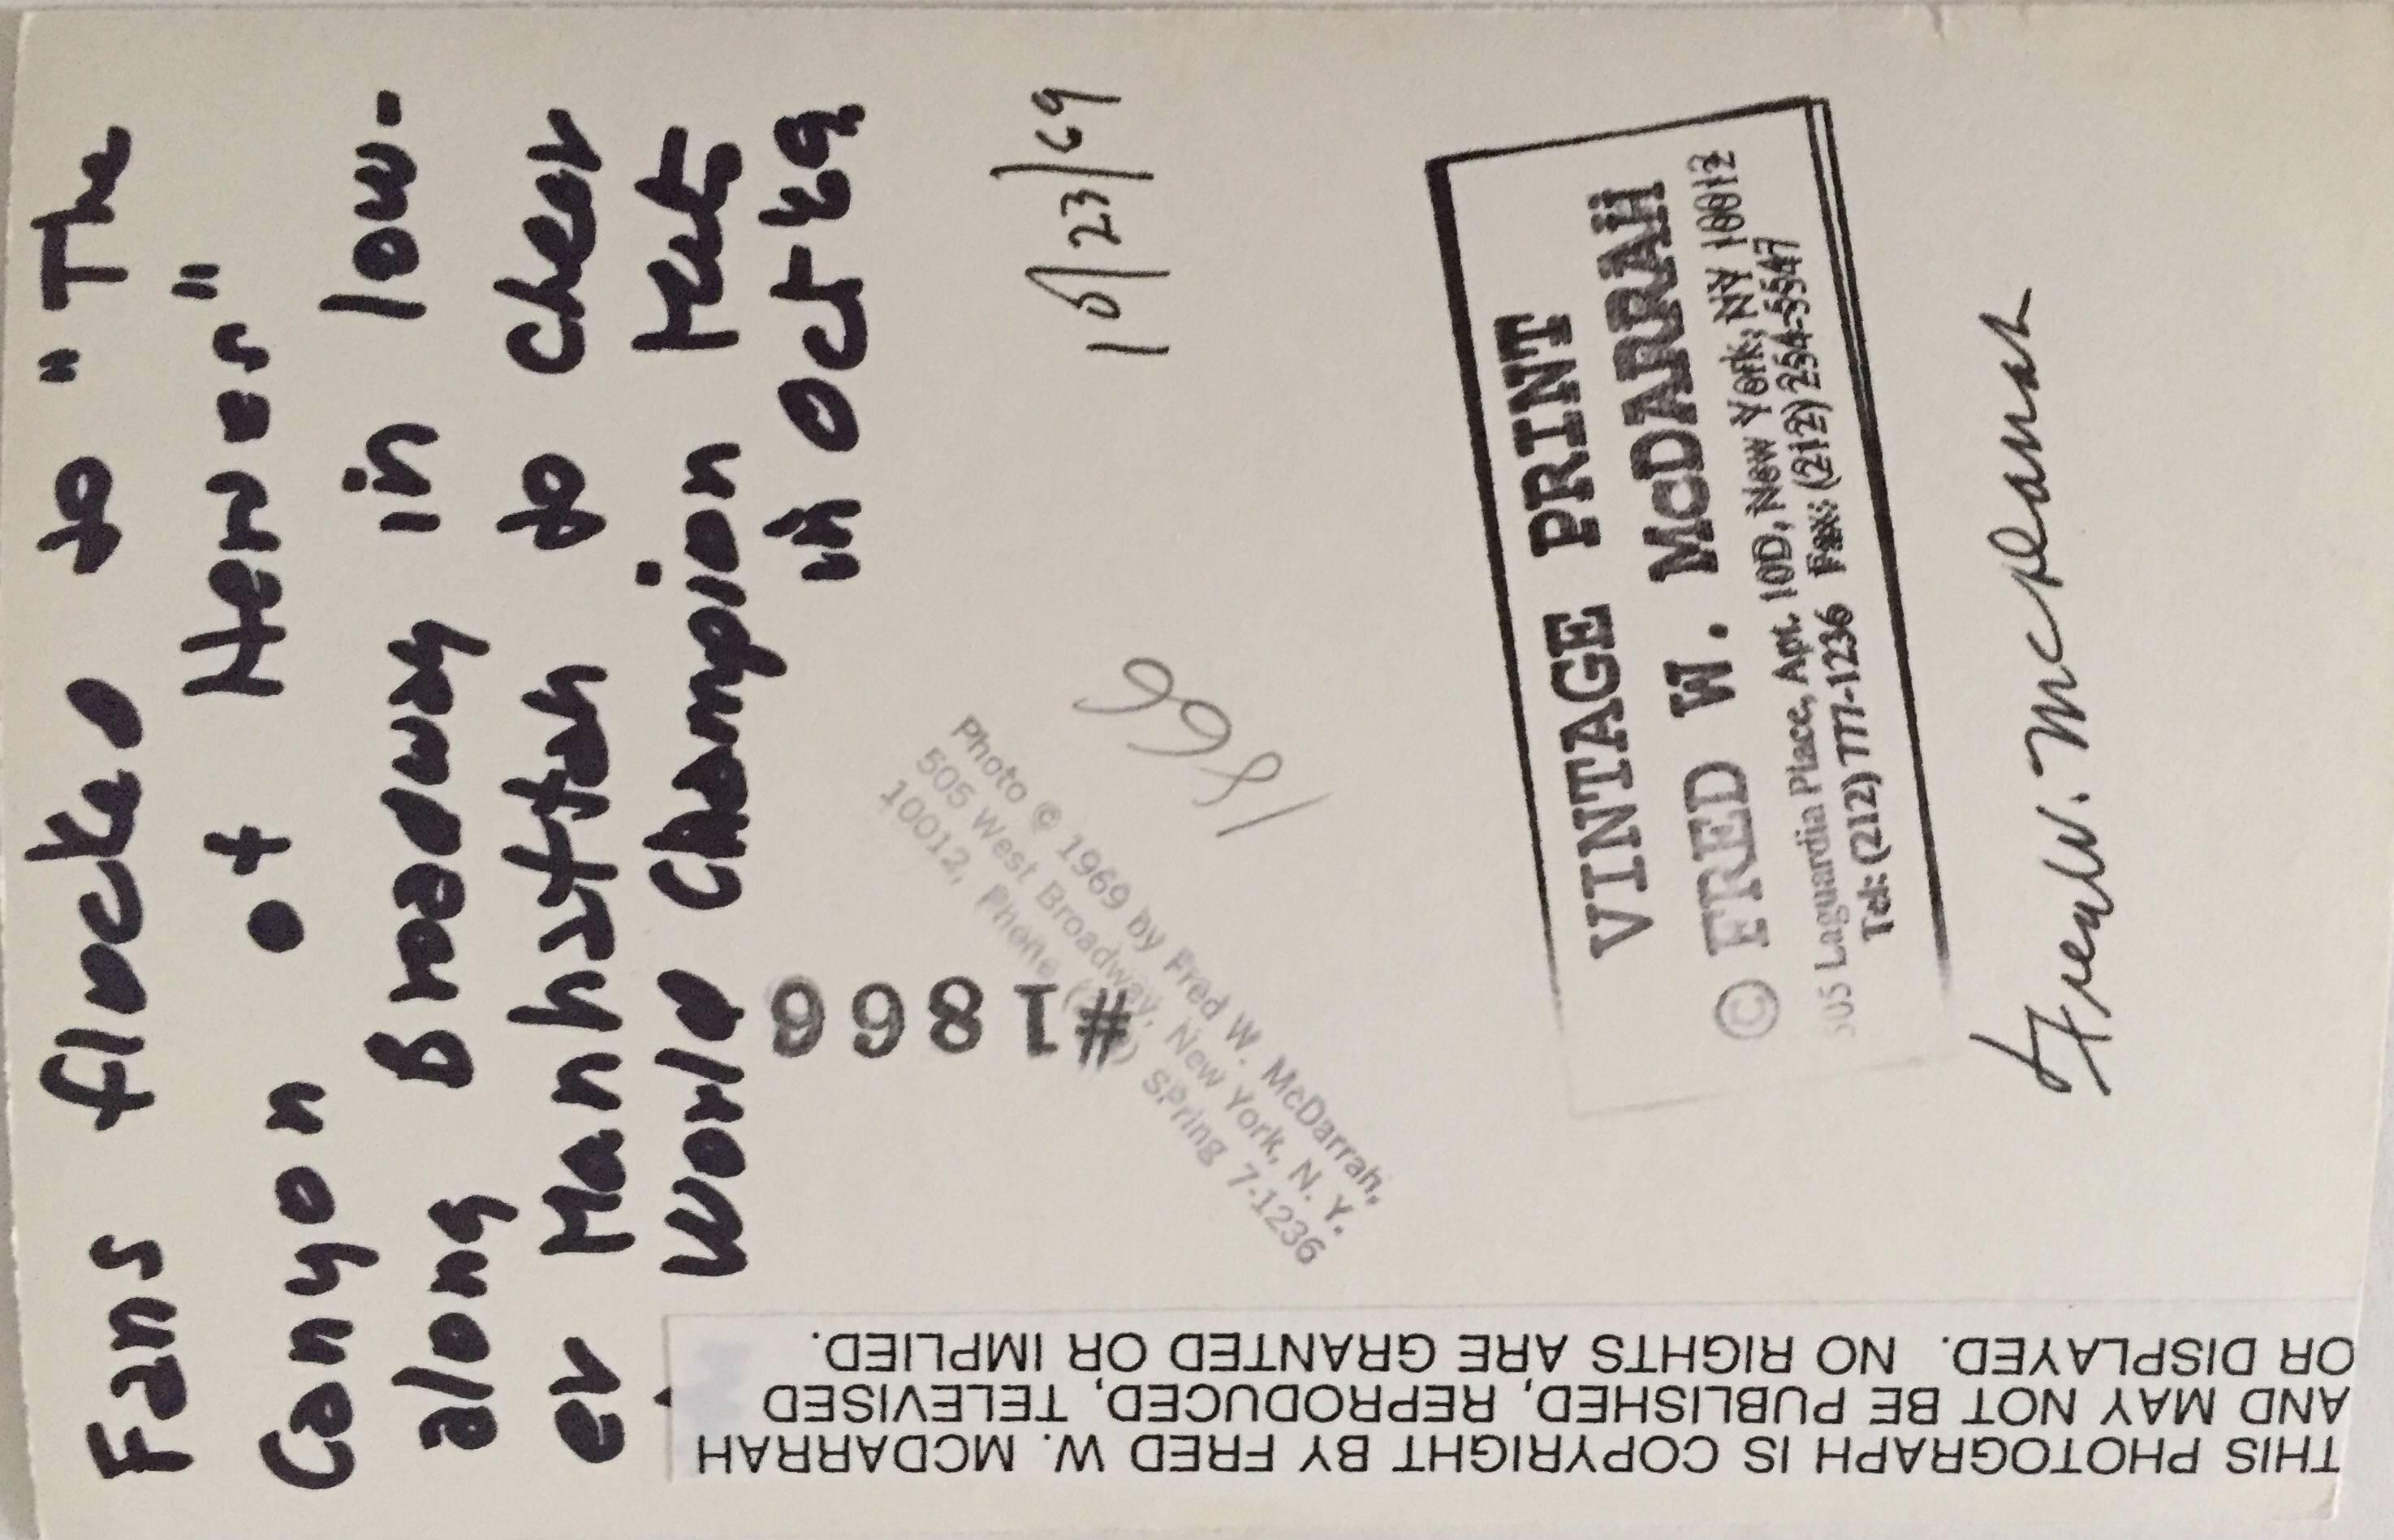 Fans flocked to "The
Canyon of Heroes"
along Broadway in low-
er Manhattan to cheer
World Champion Mets
in Oct '69.
10/23/69
1866
Photo © 1969 by Fred W. McDarrah,
505 West Broadway, New York, N. Y.
10012, Phone SPring 7-1236
#1866
VINTAGE PRINT
© FRED W. McDARRAH
505 Laguardia Place, Apt. 10D, New York, NY 10012
Tel: (212) 777-1236 Fax: (212) 254-5547
Fred W. McDarrah
THIS PHOTOGRAPH IS COPYRIGHT BY FRED W. MCDARRAH
AND MAY NOT BE PUBLISHED, REPRODUCED, TELEVISED
OR DISPLAYED. NO RIGHTS ARE GRANTED OR IMPLIED.